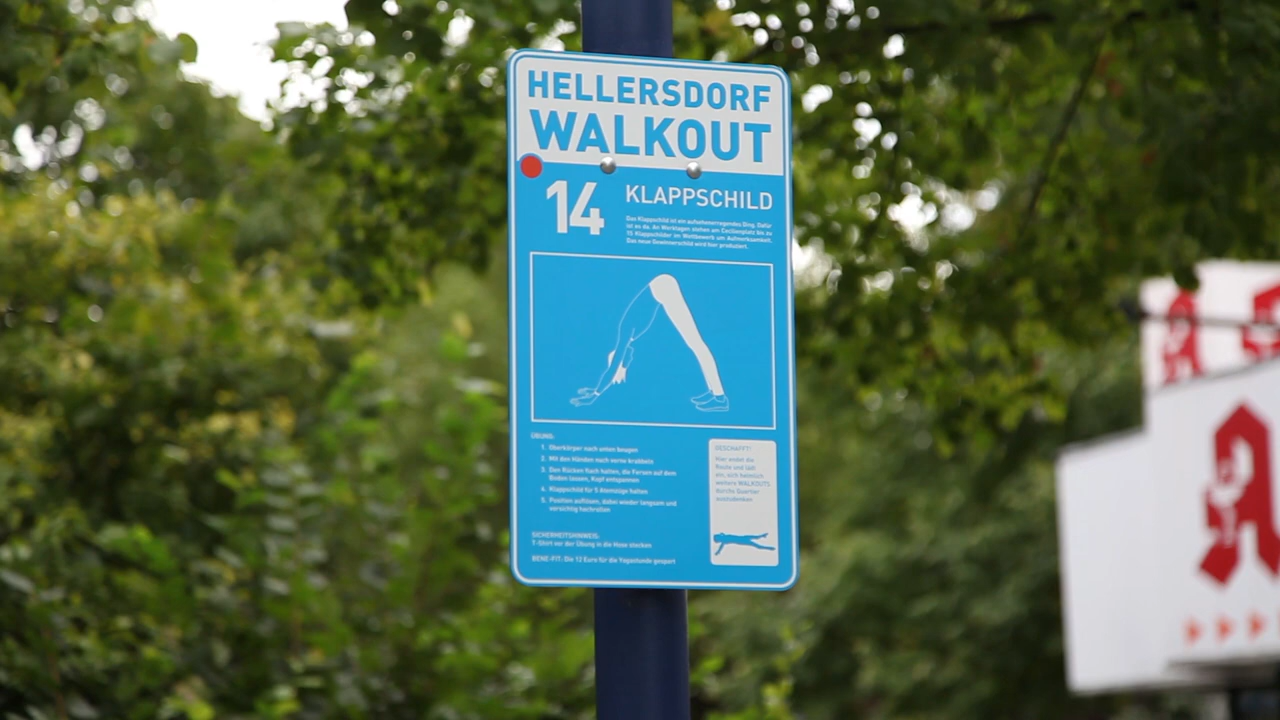 HELLERSDORF
WALKOUT
14
KLAPPSCHILD
Das Klappschild ist ein aufsehenerregendes Ding. Dafür
ist es da. An Werktagen stehen am Cecilienplatz bis zu
15 Klappschilder im Wettbewerb um Aufmerksamkeit.
Das neue Gewinnerschild wird hier produziert.
ÜBUNG:
1. Oberkörper nach unten beugen
2. Mit den Händen nach vorne krabbeln
3. Den Rücken flach halten, die Fersen auf dem
Boden lassen, Kopf entspannen
4. Klappschild für 5 Atemzüge halten
5. Position auflösen, dabei wieder langsam und
vorsichtig hochrollen
SICHERHEITSHINWEIS:
T-Shirt vor der Übung in die Hose stecken
BENE-FIT: Die 12 Euro für die Yogastunde gespart
GESCHAFFT!
Hier endet die
Route und lädt
ein, sich heimlich
weitere WALKOUTS
durchs Quartier
auszudenken